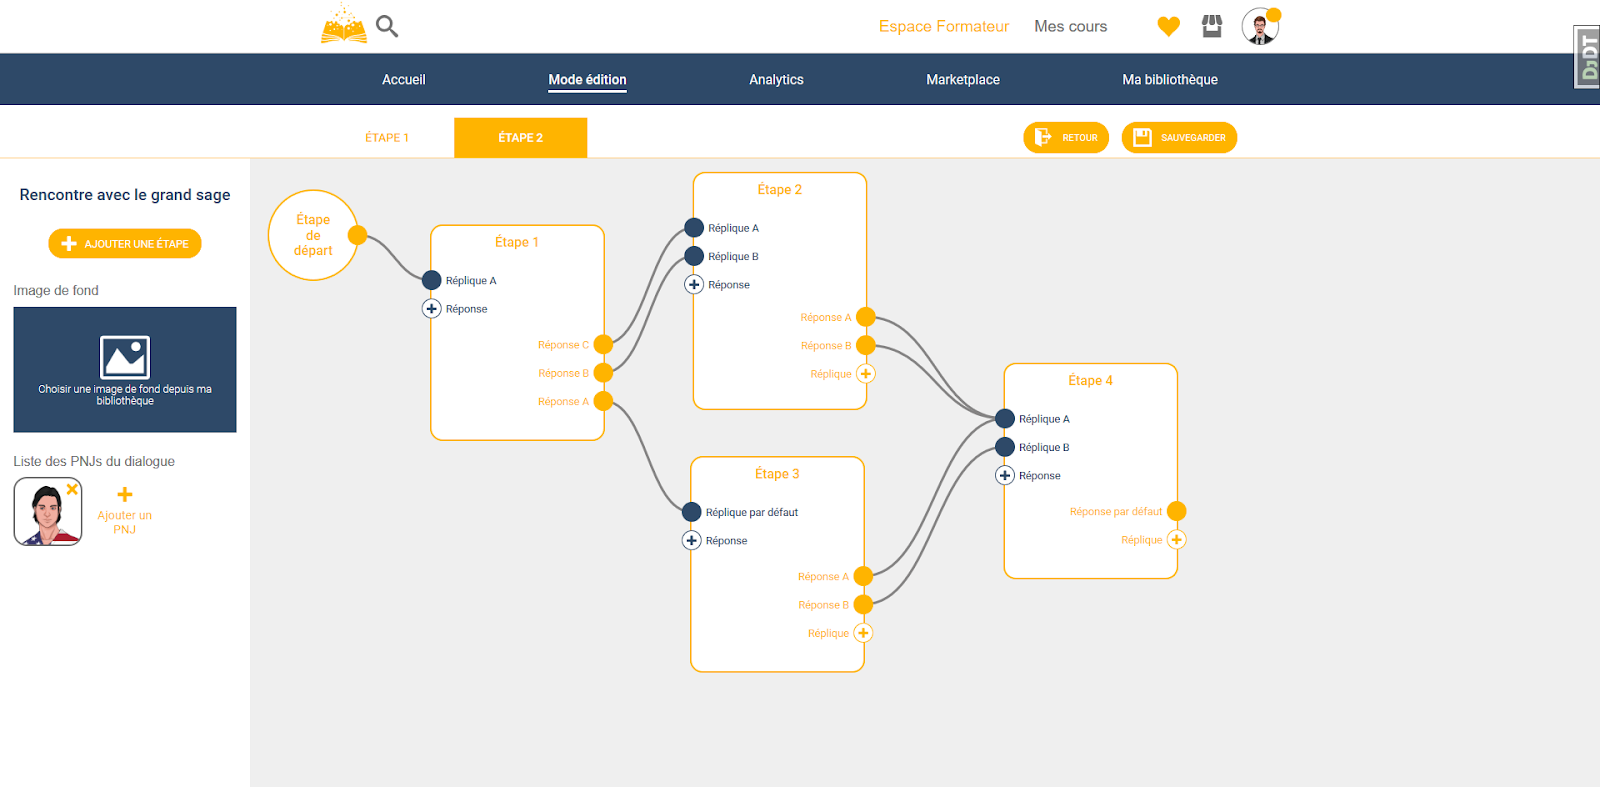 Espace Formateur
Mes cours
DJDT
Accueil
Mode édition
Analytics
Marketplace
Ma bibliothèque
ÉTAPE 1
ÉTAPE 2
RETOUR
SAUVEGARDER
Rencontre avec le grand sage
AJOUTER UNE ÉTAPE
Image de fond
Choisir une image de fond depuis ma
bibliothèque
Liste des PNJs du dialogue
Ajouter un
PNJ
Étape
de
départ
Étape 1
Réplique A
Réponse
Réponse C
Réponse B
Réponse A
Étape 2
Réplique A
Réplique B
Réponse
Réponse A
Réponse B
Réplique
Étape 3
Réplique par défaut
Réponse
Réponse A
Réponse B
Réplique
Étape 4
Réplique A
Réplique B
Réponse
Réponse par défaut
Réplique